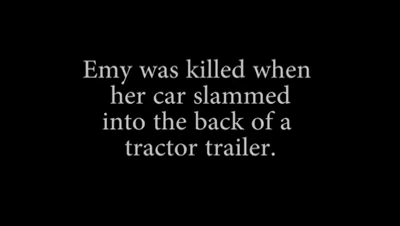 Emy was killed when
her car slammed
into the back of a
tractor trailer.